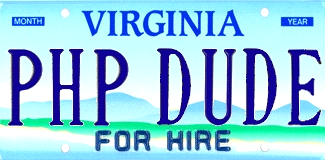 VIRGINIA
MONTH YEAR
PHP DUDE
FOR HIRE